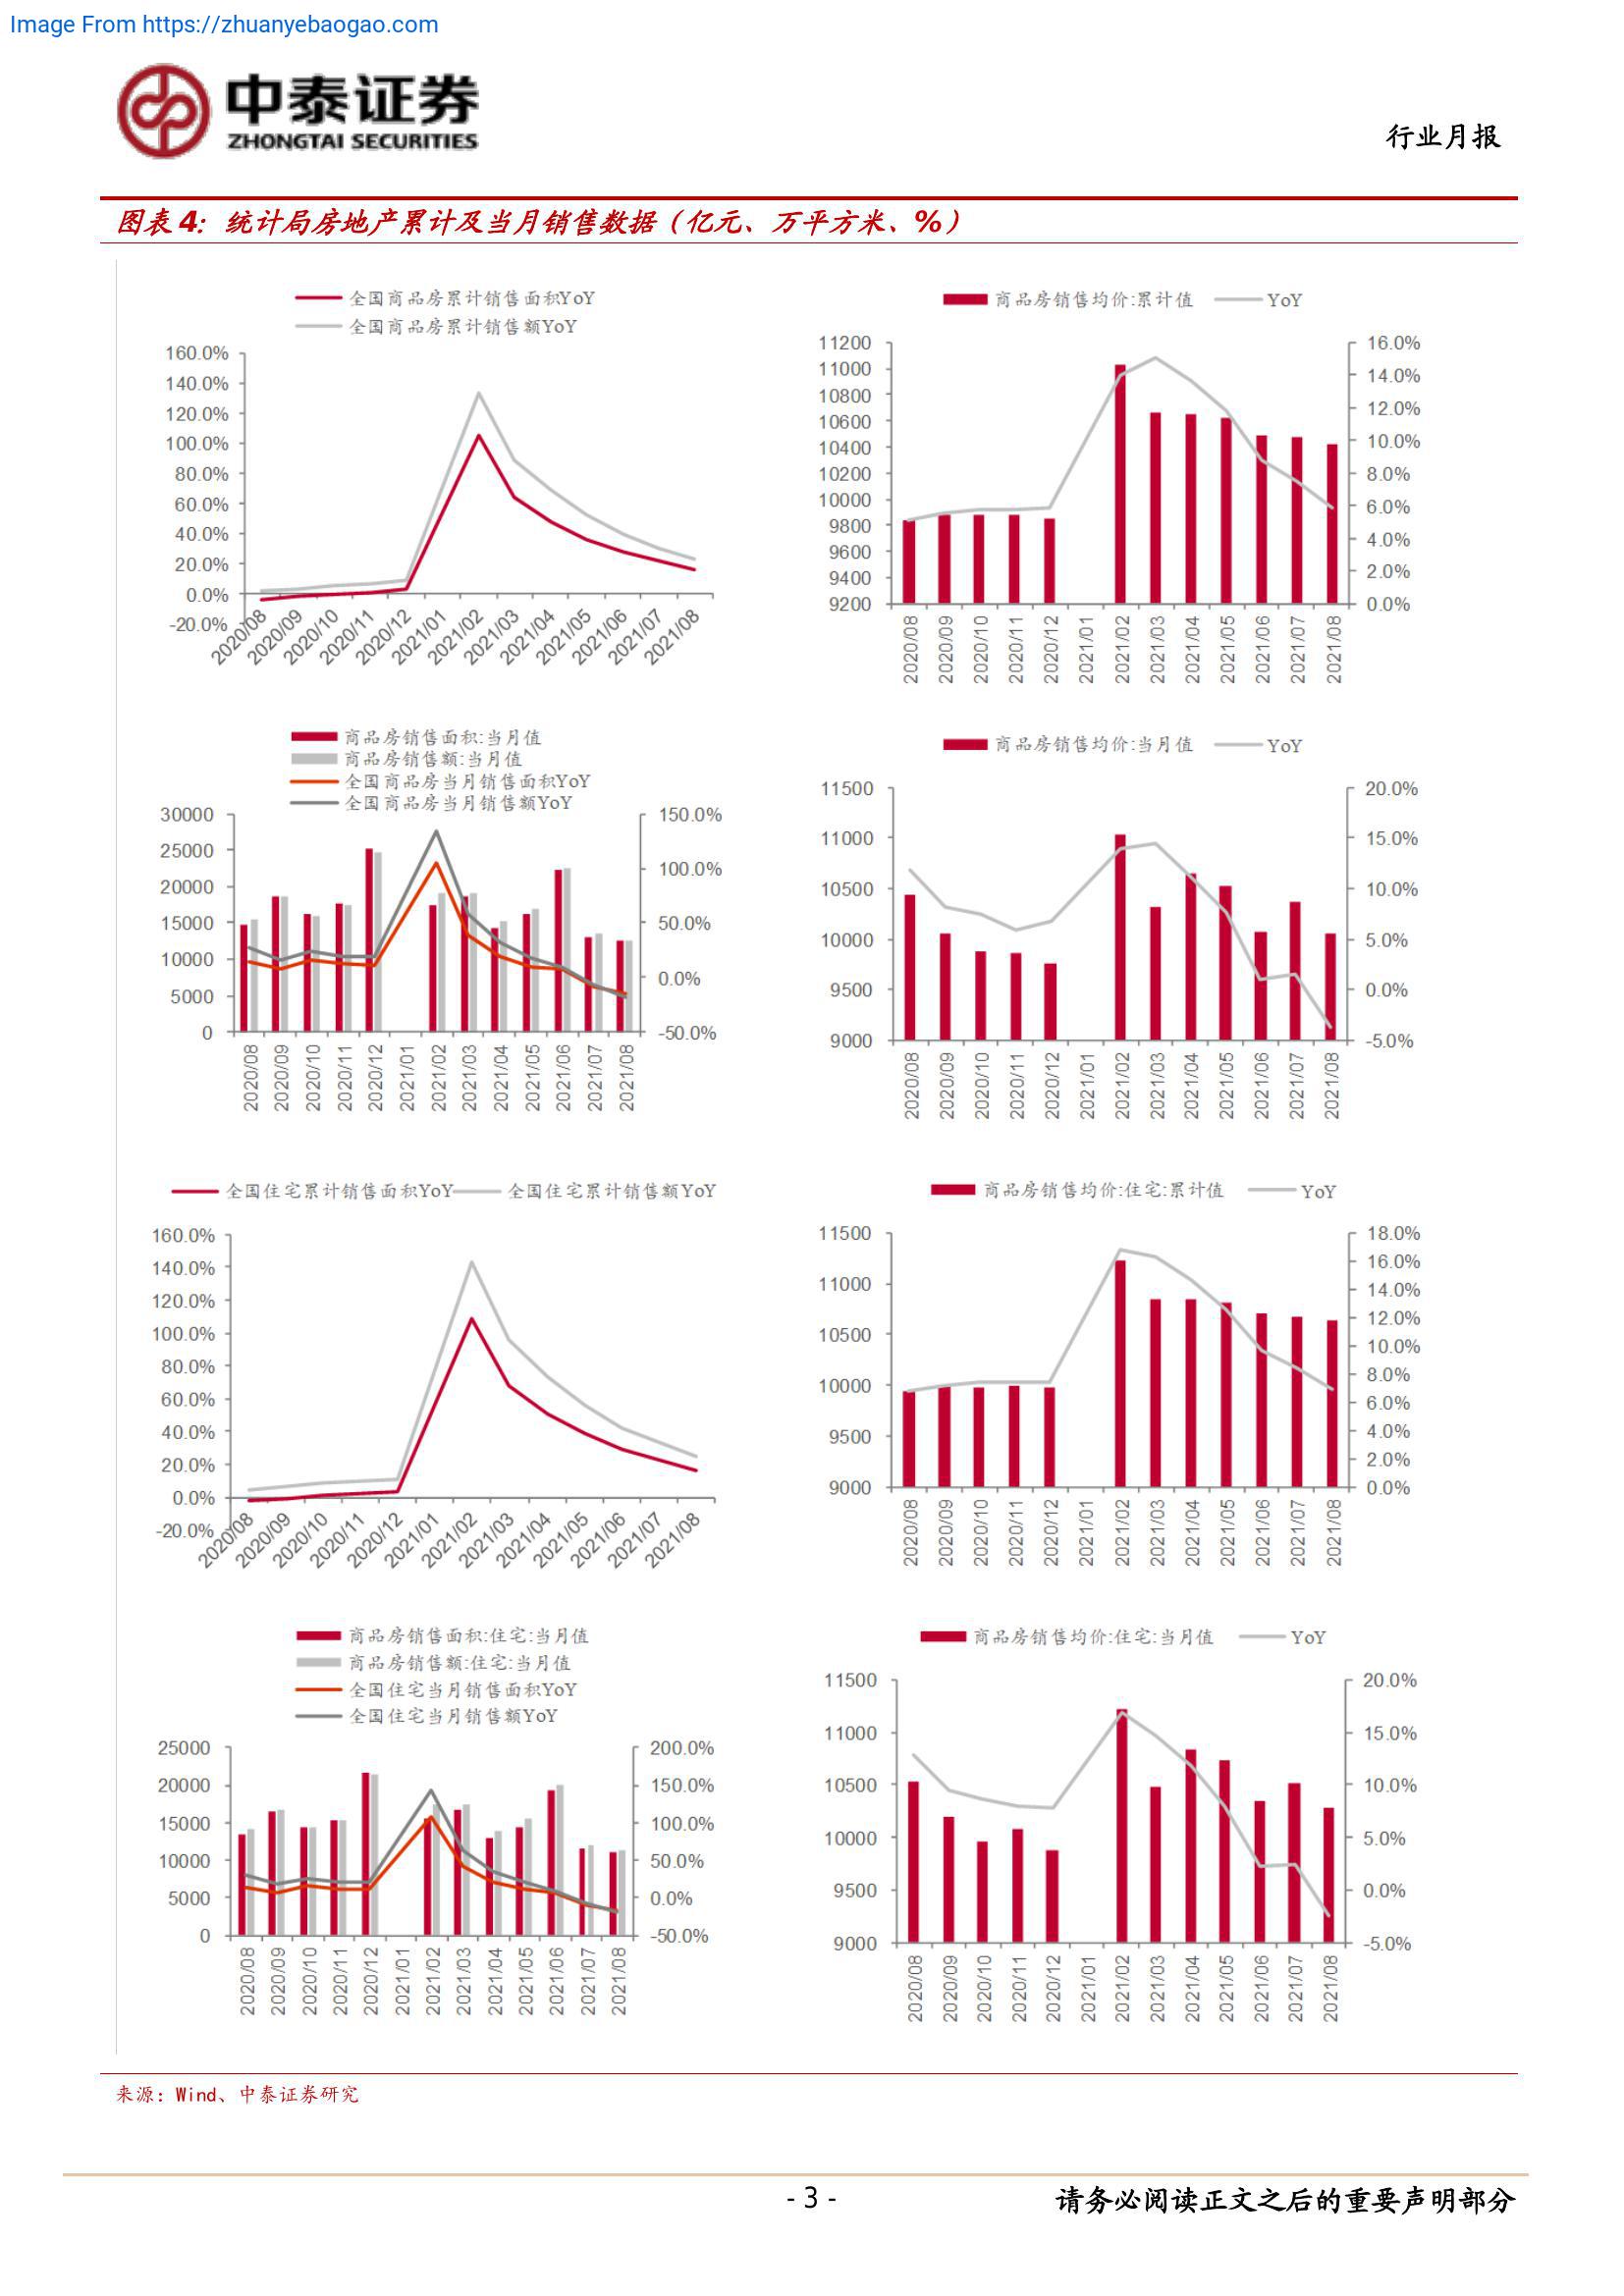 Image From https://zhuanyebaogao.com
中泰证券
ZHONGTAI SECURITIES
行业月报
图表 4：统计局房地产累计及当月销售数据（亿元、万平方米、%）
全国商品房累计销售面积YoY
全国商品房累计销售额YoY
160.0%
140.0%
120.0%
100.0%
80.0%
60.0%
40.0%
20.0%
0.0%
-20.0%
2020/08 2020/09 2020/10 2020/11 2020/12 2021/01 2021/02 2021/03 2021/04 2021/05 2021/06 2021/07 2021/08
商品房销售均价:累计值 YoY
11200 16.0%
11000 14.0%
10800 12.0%
10600 10.0%
10400 8.0%
10200 6.0%
10000 4.0%
9800 2.0%
9600 0.0%
9400
9200
2020/08 2020/09 2020/10 2020/11 2020/12 2021/01 2021/02 2021/03 2021/04 2021/05 2021/06 2021/07 2021/08
商品房销售面积:当月值
商品房销售额:当月值
全国商品房当月销售面积YoY
全国商品房当月销售额YoY
30000 150.0%
25000 100.0%
20000 50.0%
15000 0.0%
10000 -50.0%
5000
0
2020/08 2020/09 2020/10 2020/11 2020/12 2021/01 2021/02 2021/03 2021/04 2021/05 2021/06 2021/07 2021/08
商品房销售均价:当月值 YoY
11500 20.0%
11000 15.0%
10500 10.0%
10000 5.0%
9500 0.0%
9000 -5.0%
2020/08 2020/09 2020/10 2020/11 2020/12 2021/01 2021/02 2021/03 2021/04 2021/05 2021/06 2021/07 2021/08
全国住宅累计销售面积YoY 全国住宅累计销售额YoY
160.0%
140.0%
120.0%
100.0%
80.0%
60.0%
40.0%
20.0%
0.0%
-20.0%
2020/08 2020/09 2020/10 2020/11 2020/12 2021/01 2021/02 2021/03 2021/04 2021/05 2021/06 2021/07 2021/08
商品房销售均价:住宅:累计值 YoY
11500 18.0%
11000 16.0%
10500 14.0%
10000 12.0%
9500 10.0%
9000 8.0%
6.0%
4.0%
2.0%
0.0%
2020/08 2020/09 2020/10 2020/11 2020/12 2021/01 2021/02 2021/03 2021/04 2021/05 2021/06 2021/07 2021/08
商品房销售面积:住宅:当月值
商品房销售额:住宅:当月值
全国住宅当月销售面积YoY
全国住宅当月销售额YoY
25000 200.0%
20000 150.0%
15000 100.0%
10000 50.0%
5000 0.0%
0 -50.0%
2020/08 2020/09 2020/10 2020/11 2020/12 2021/01 2021/02 2021/03 2021/04 2021/05 2021/06 2021/07 2021/08
商品房销售均价:住宅:当月值 YoY
11500 20.0%
11000 15.0%
10500 10.0%
10000 5.0%
9500 0.0%
9000 -5.0%
2020/08 2020/09 2020/10 2020/11 2020/12 2021/01 2021/02 2021/03 2021/04 2021/05 2021/06 2021/07 2021/08
来源：Wind、中泰证券研究
- 3 -
请务必阅读正文之后的重要声明部分